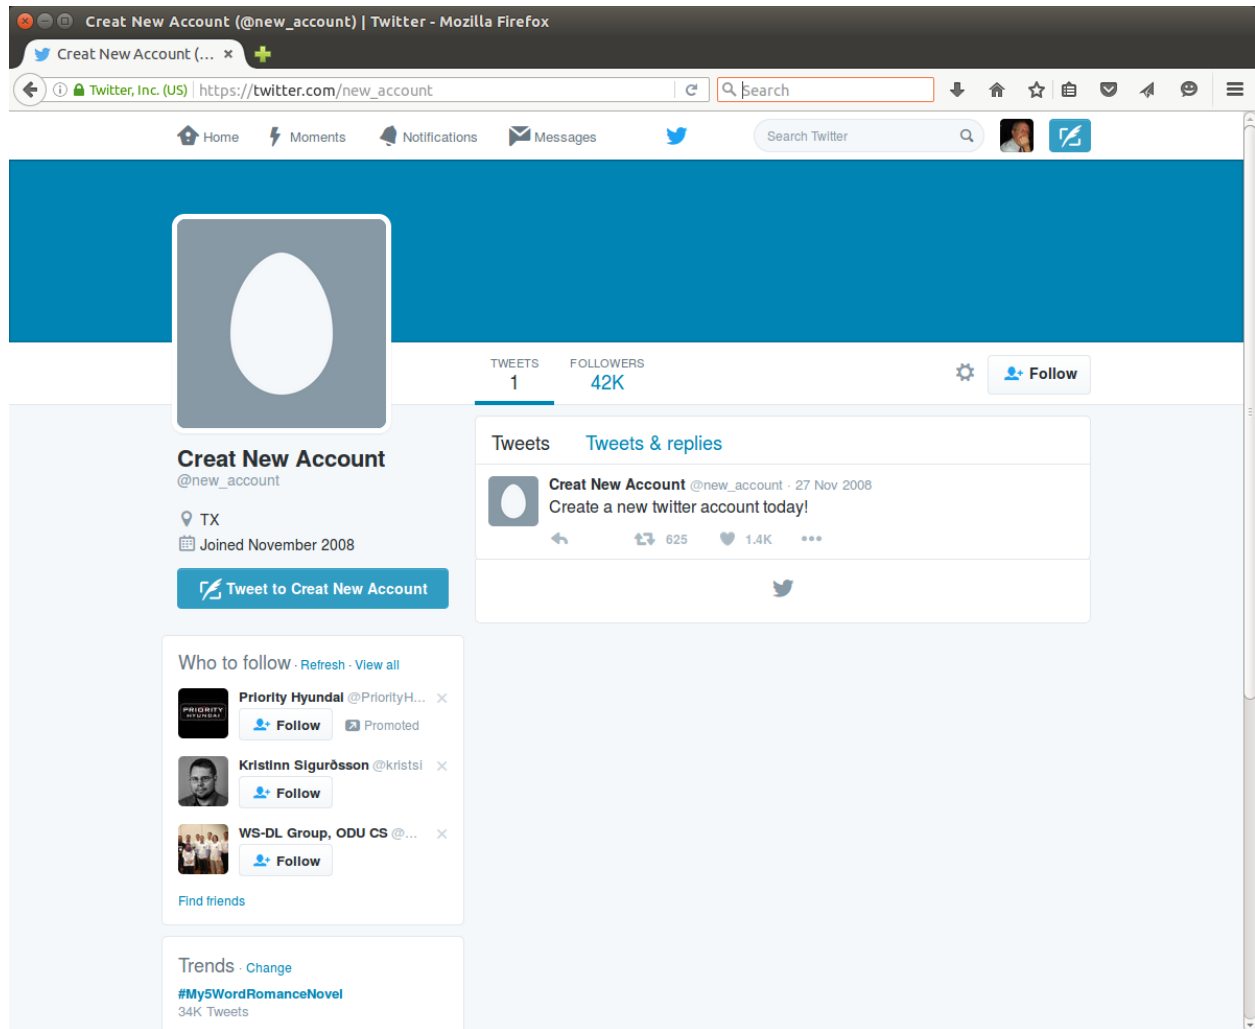 Creat New Account (@new_account) | Twitter - Mozilla Firefox
Creat New Account (... ×
Twitter, Inc. (US) https://twitter.com/new_account Search
Home Moments Notifications Messages Search Twitter
TWEETS FOLLOWERS
1 42K Follow
Creat New Account
@new_account
TX
Joined November 2008
Tweet to Creat New Account
Tweets Tweets & replies
Creat New Account @new_account · 27 Nov 2008
Create a new twitter account today!
625 1.4K
Who to follow · Refresh · View all
PRIORITY
HYUNDAI
Priority Hyundai @PriorityH... ×
Follow Promoted
Kristinn Sigurðsson @kristsi ×
Follow
WS-DL Group, ODU CS @... ×
Follow
Find friends
Trends · Change
#My5WordRomanceNovel
34K Tweets